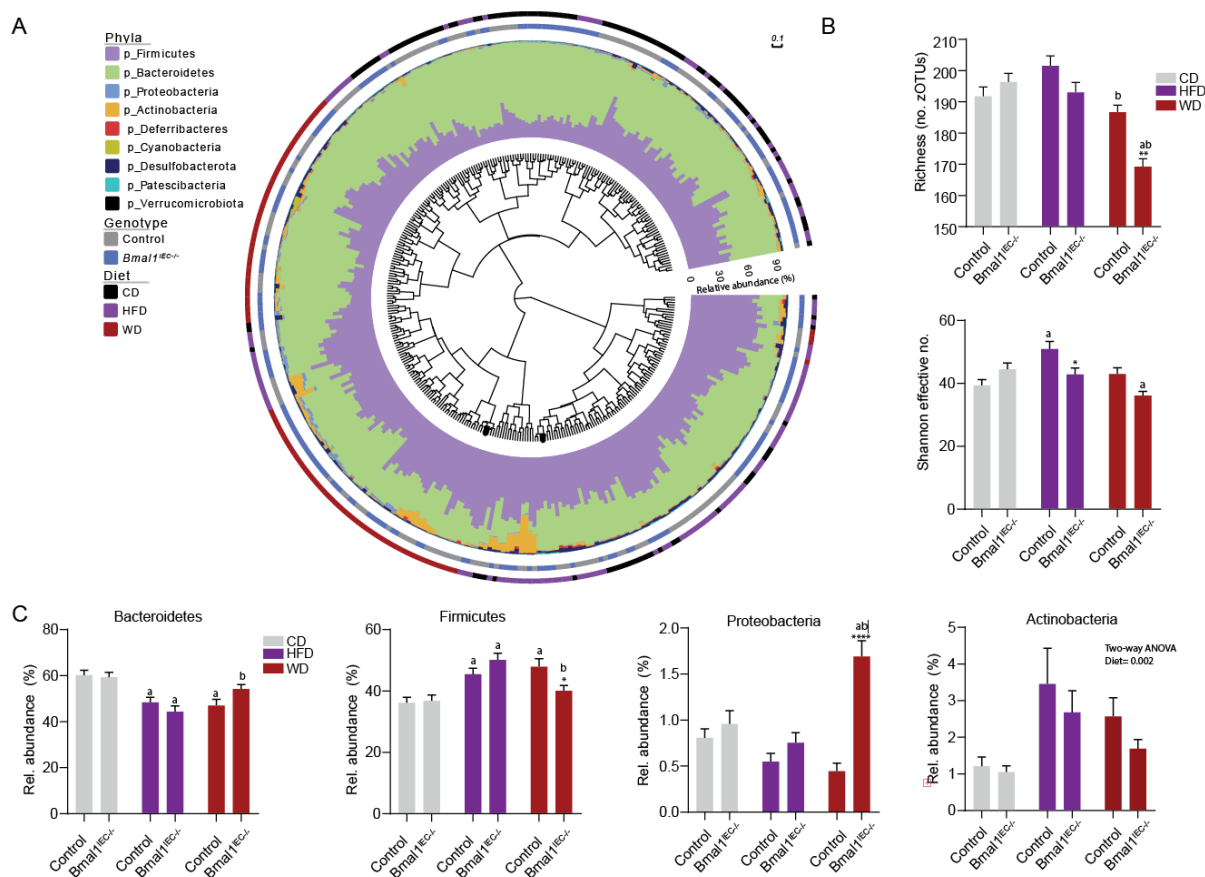 A
Phyla
p_Firmicutes
p_Bacteroidetes
p_Proteobacteria
p_Actinobacteria
p_Deferribacteres
p_Cyanobacteria
p_Desulfobacterota
p_Patescibacteria
p_Verrucomicrobiota
Genotype
Control
Bmal1IEC-/-
Diet
CD
HFD
WD
0.1
0
30
60
90
Relative abundance (%)
B
Richness (no. zOTUs)
210
200
190
180
170
160
150
b
ab
**
Control
Bmal1IEC-/-
Control
Bmal1IEC-/-
Control
Bmal1IEC-/-
CD
HFD
WD
Shannon effective no.
60
40
20
0
a
*
a
Control
Bmal1IEC-/-
Control
Bmal1IEC-/-
Control
Bmal1IEC-/-
C
Bacteroidetes
Rel. abundance (%)
80
60
40
20
0
a
a
a
b
Control
Bmal1IEC-/-
Control
Bmal1IEC-/-
Control
Bmal1IEC-/-
CD
HFD
WD
Firmicutes
Rel. abundance (%)
60
40
20
0
a
a
a
b
*
Control
Bmal1IEC-/-
Control
Bmal1IEC-/-
Control
Bmal1IEC-/-
Proteobacteria
Rel. abundance (%)
2.0
1.5
1.0
0.5
0.0
ab
****
Control
Bmal1IEC-/-
Control
Bmal1IEC-/-
Control
Bmal1IEC-/-
Actinobacteria
Rel. abundance (%)
5
4
3
2
1
0
Two-way ANOVA
Diet= 0.002
Control
Bmal1IEC-/-
Control
Bmal1IEC-/-
Control
Bmal1IEC-/-